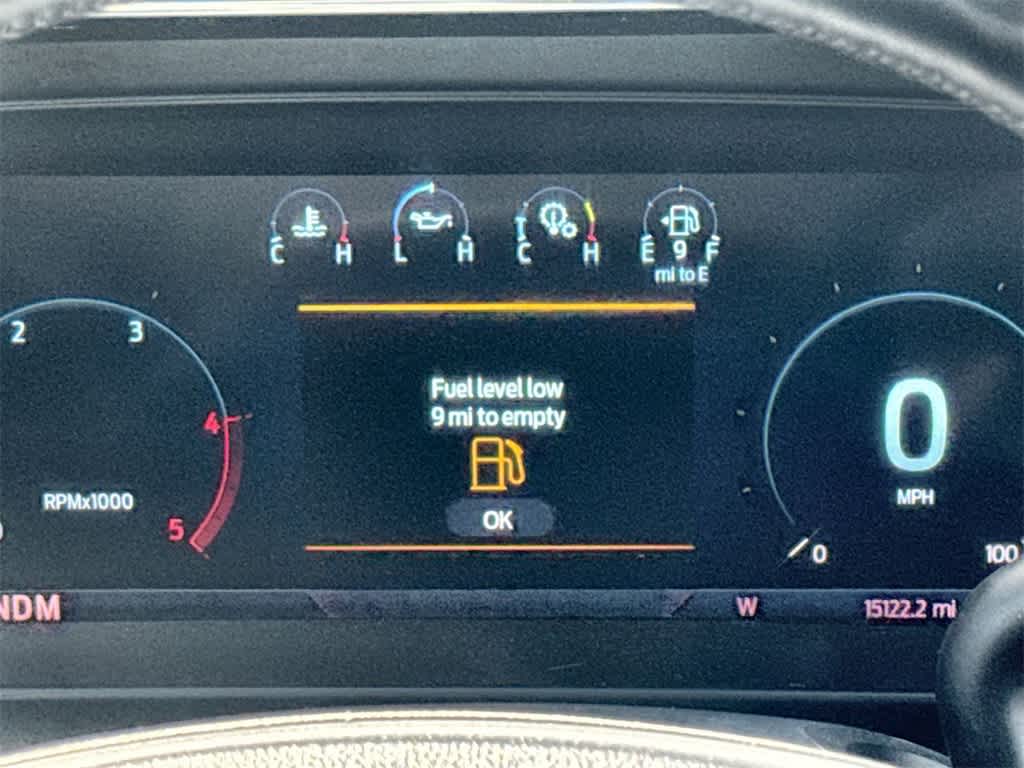 C H L H C H E 9 F
mi to E
2 3
4
5
RPMx1000
Fuel level low
9 mi to empty
OK
0
MPH
0 100
NDM W 15122.2 mi